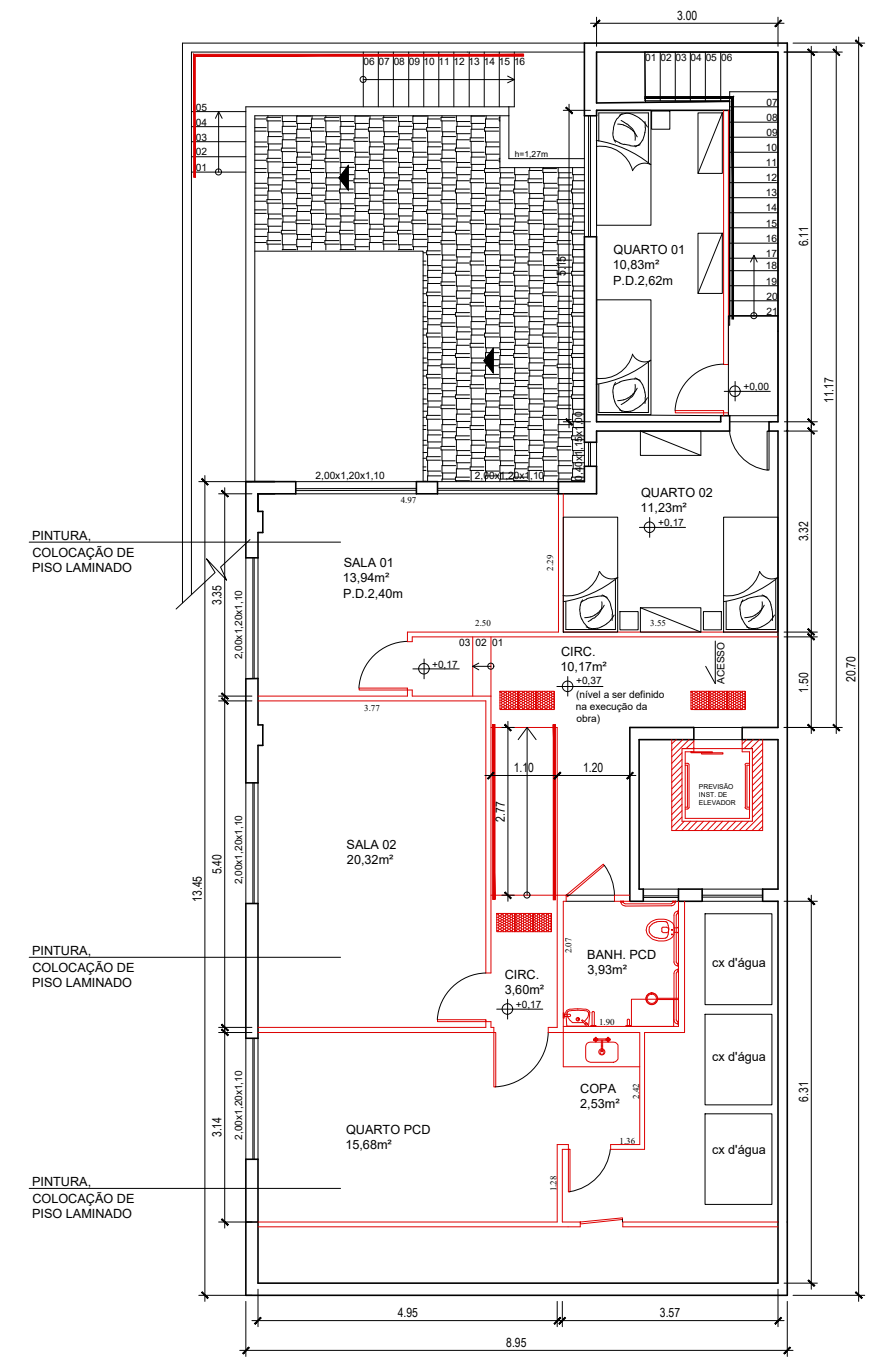 3.00
06 07 08 09 10 11 12 13 14 15 16
01 02 03 04 05 06
05
04
03
02
01
07
08
09
10
11
12
13
14
15
16
17
18
19
20
21
h=1,27m
5.15
6.11
11.17
QUARTO 01
10,83m²
P.D.2,62m
+0,00
0,40x1,15x1,00
2,00x1,20x1,10
2,00x1,20x1,10
4.97
QUARTO 02
11,23m²
+0,17
3.32
3.55
PINTURA,
COLOCAÇÃO DE
PISO LAMINADO
SALA 01
13,94m²
P.D.2,40m
2.29
3.35
2,00x1,20x1,10
2.50
03 02 01
+0,17
CIRC.
10,17m²
+0,37
(nível a ser definido
na execução da
obra)
ACESSO
1.50
20.70
3.77
1.10
1.20
2.77
PREVISÃO
INST. DE
ELEVADOR
SALA 02
20,32m²
13.45
5.40
2,00x1,20x1,10
PINTURA,
COLOCAÇÃO DE
PISO LAMINADO
CIRC.
3,60m²
+0,17
2.07
BANH. PCD
3,93m²
1.90
cx d'água
cx d'água
cx d'água
6.31
COPA
2,53m²
2.42
1.36
1.28
QUARTO PCD
15,68m²
3.14
2,00x1,20x1,10
PINTURA,
COLOCAÇÃO DE
PISO LAMINADO
4.95
3.57
8.95